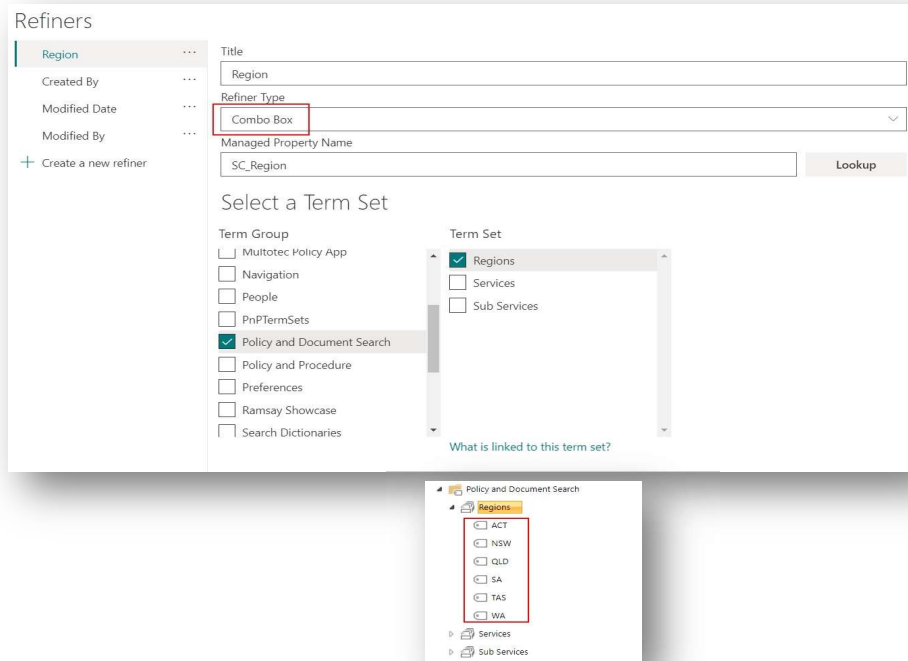 Refiners
Region ...
Created By ...
Modified Date ...
Modified By ...
+ Create a new refiner
Title
Region
Refiner Type
Combo Box
Managed Property Name
SC_Region
Lookup
Select a Term Set
Term Group
Multotec Policy App
Navigation
People
PnPTermSets
Policy and Document Search
Policy and Procedure
Preferences
Ramsay Showcase
Search Dictionaries
Term Set
Regions
Services
Sub Services
What is linked to this term set?
Policy and Document Search
Regions
ACT
NSW
QLD
SA
TAS
WA
Services
Sub Services